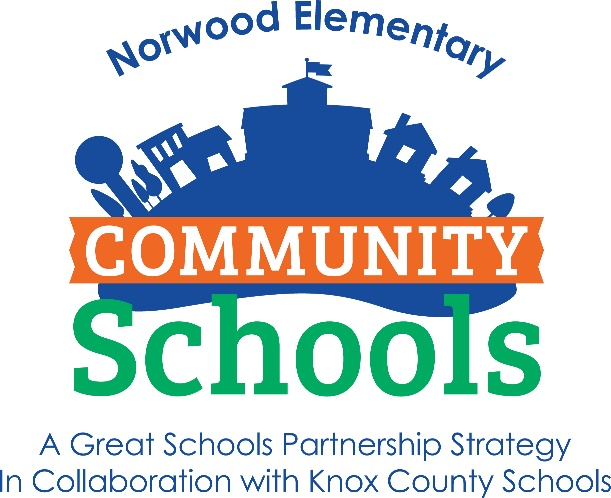 Norwood Elementary
COMMUNITY
Schools
A Great Schools Partnership Strategy
In Collaboration with Knox County Schools